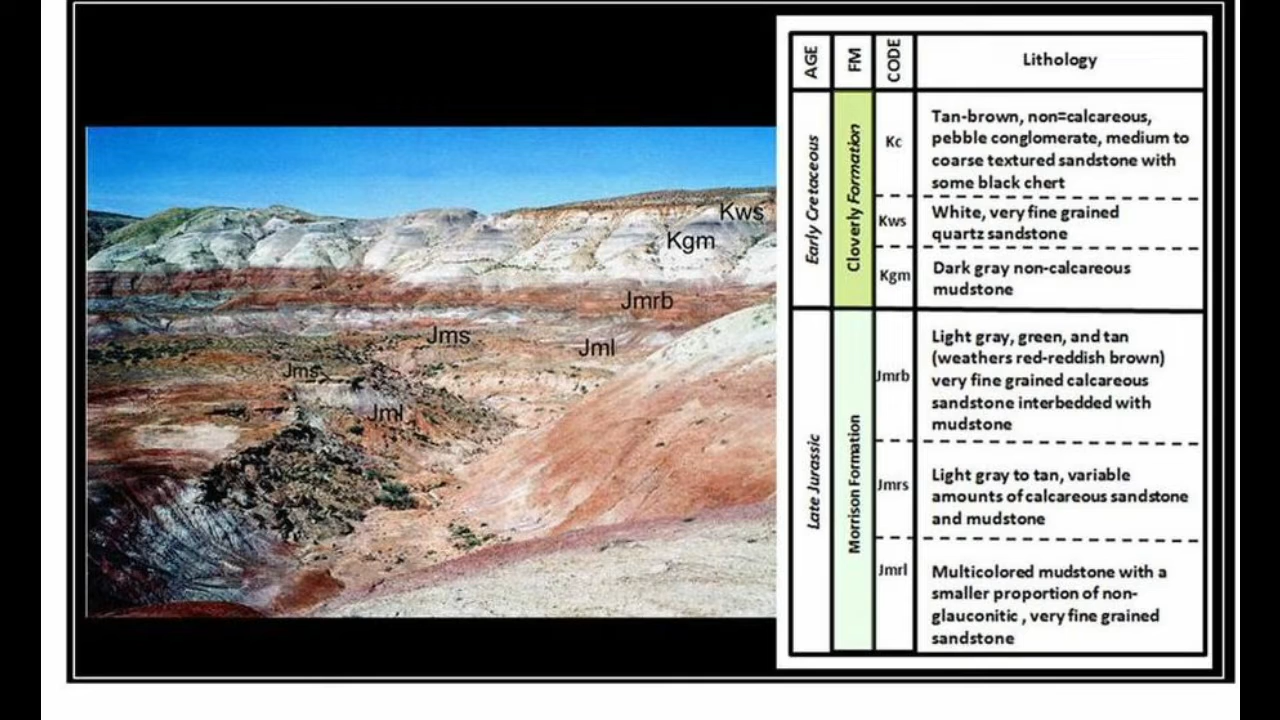 Kws
Kgm
Jmrb
Jms
Jml
Jms
Jml
AGE
FM
CODE
Lithology
Early Cretaceous
Cloverly Formation
Kc
Tan-brown, non=calcareous,
pebble conglomerate, medium to
coarse textured sandstone with
some black chert
Kws
White, very fine grained
quartz sandstone
Kgm
Dark gray non-calcareous
mudstone
Late Jurassic
Morrison Formation
Jmrb
Light gray, green, and tan
(weathers red-reddish brown)
very fine grained calcareous
sandstone interbedded with
mudstone
Jmrs
Light gray to tan, variable
amounts of calcareous sandstone
and mudstone
Jmrl
Multicolored mudstone with a
smaller proportion of non-
glauconitic , very fine grained
sandstone